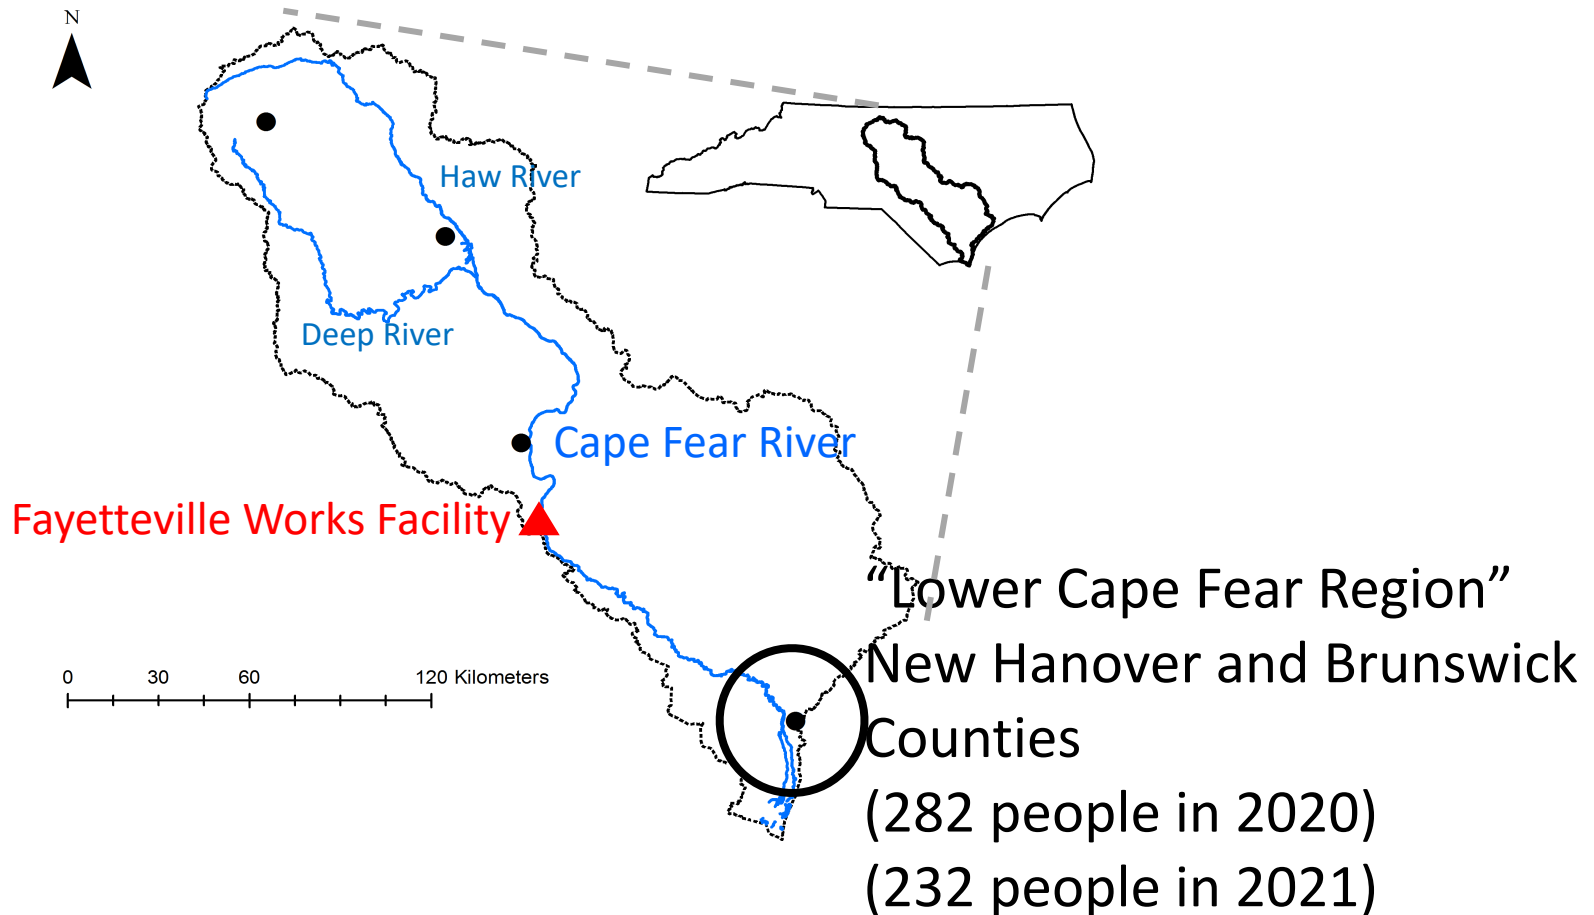 N
Haw River
Deep River
Cape Fear River
Fayetteville Works Facility
“Lower Cape Fear Region”
New Hanover and Brunswick
Counties
(282 people in 2020)
(232 people in 2021)
0 30 60 120 Kilometers